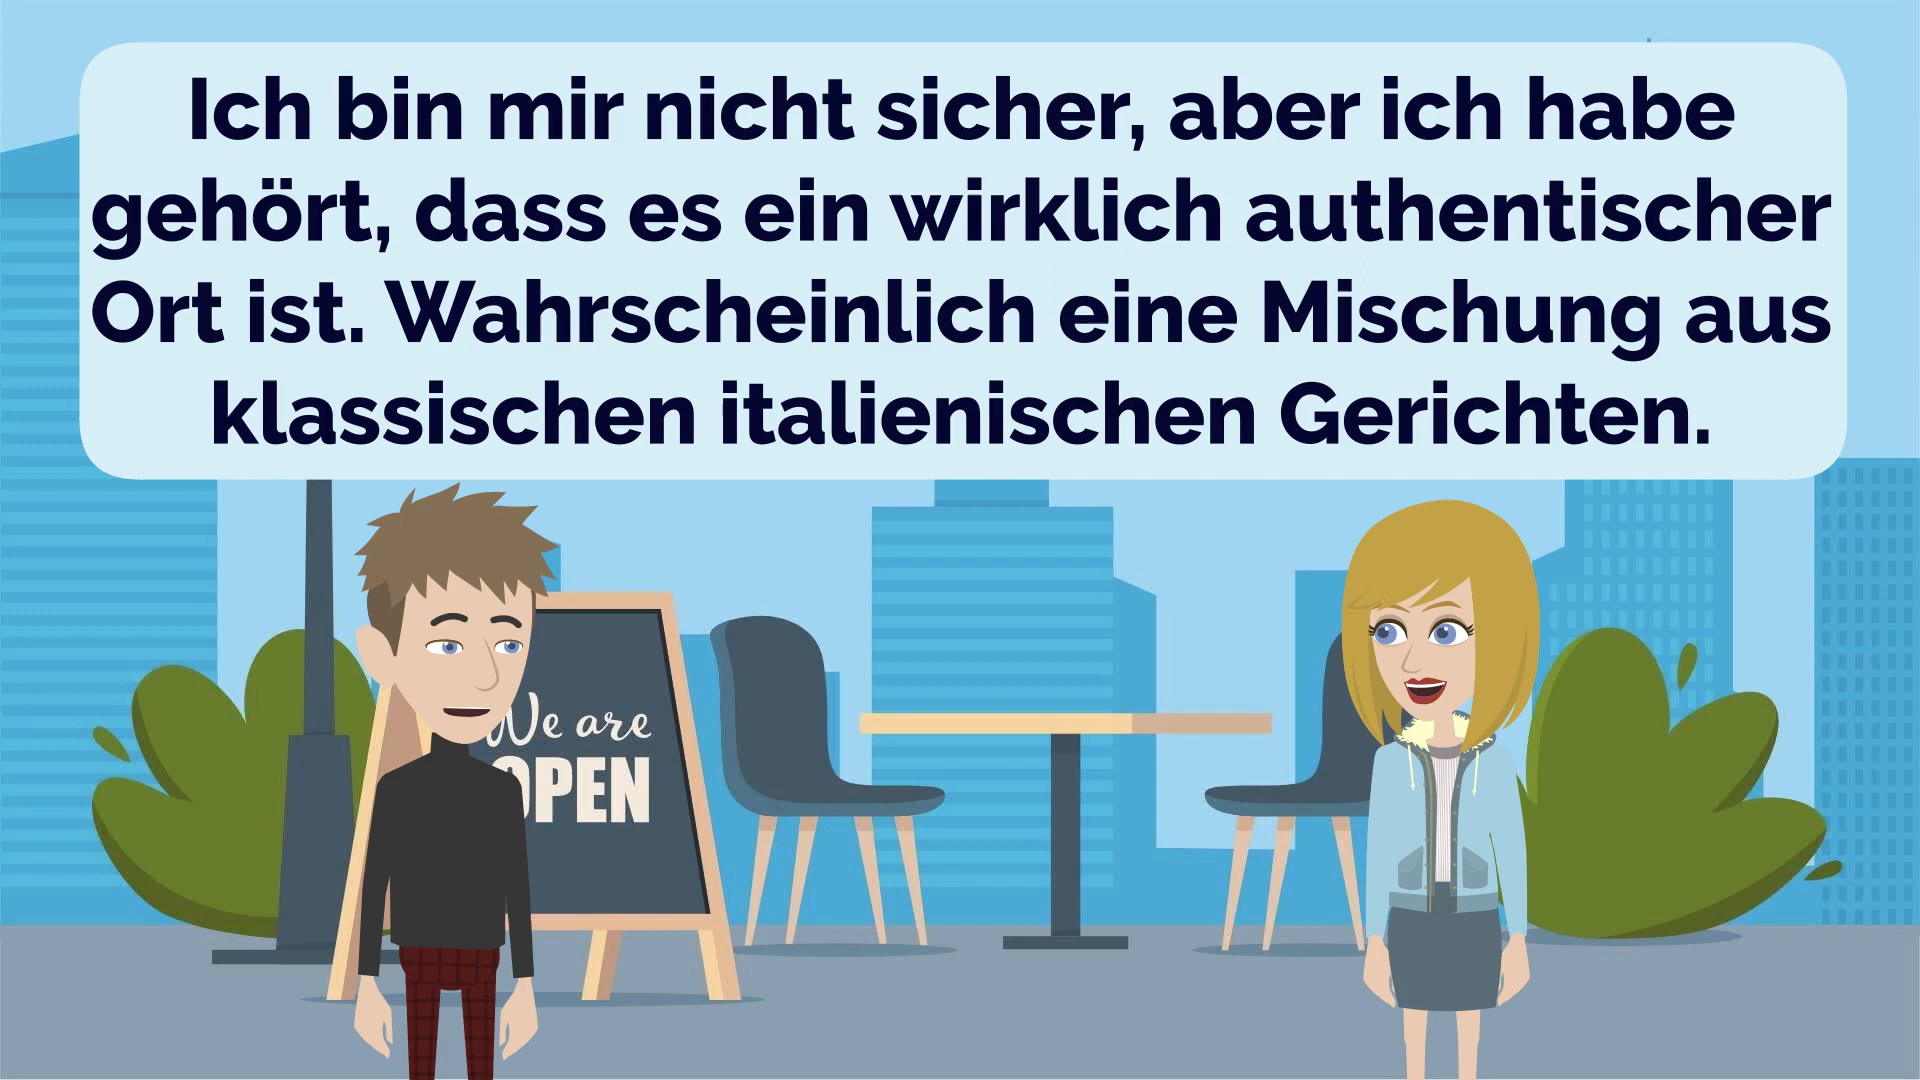 Ich bin mir nicht sicher, aber ich habe
gehört, dass es ein wirklich authentischer
Ort ist. Wahrscheinlich eine Mischung aus
klassischen italienischen Gerichten.
We are
OPEN